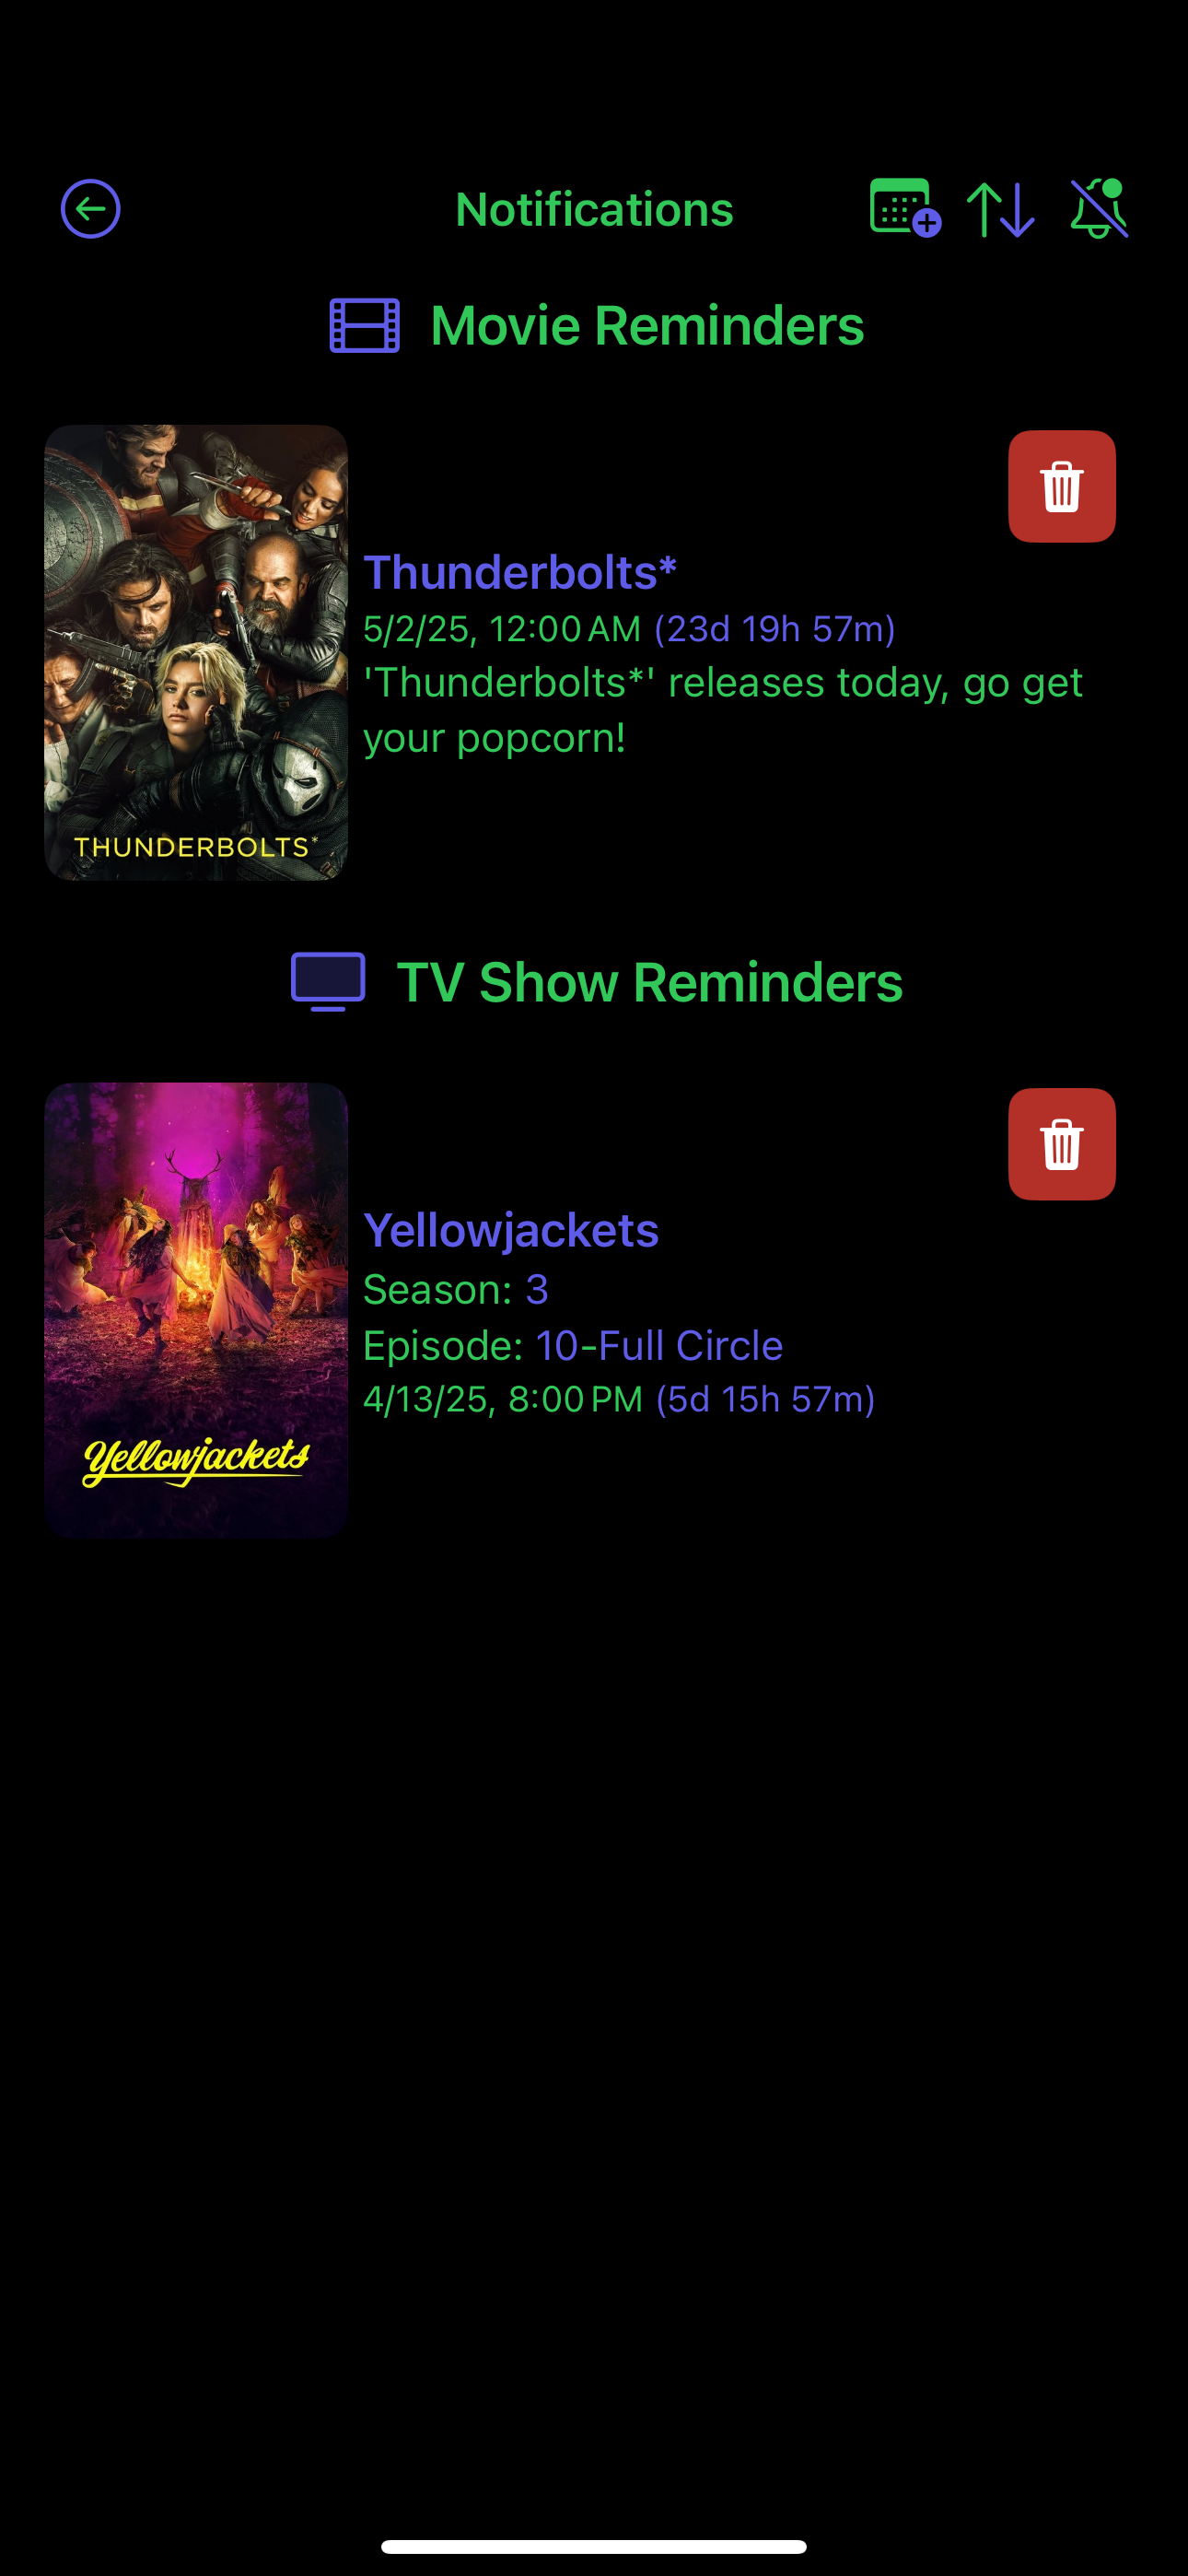 Notifications
Movie Reminders
Thunderbolts*
5/2/25, 12:00 AM (23d 19h 57m)
'Thunderbolts*' releases today, go get
your popcorn!
THUNDERBOLTS*
TV Show Reminders
Yellowjackets
Season: 3
Episode: 10-Full Circle
4/13/25, 8:00 PM (5d 15h 57m)
Yellowjackets